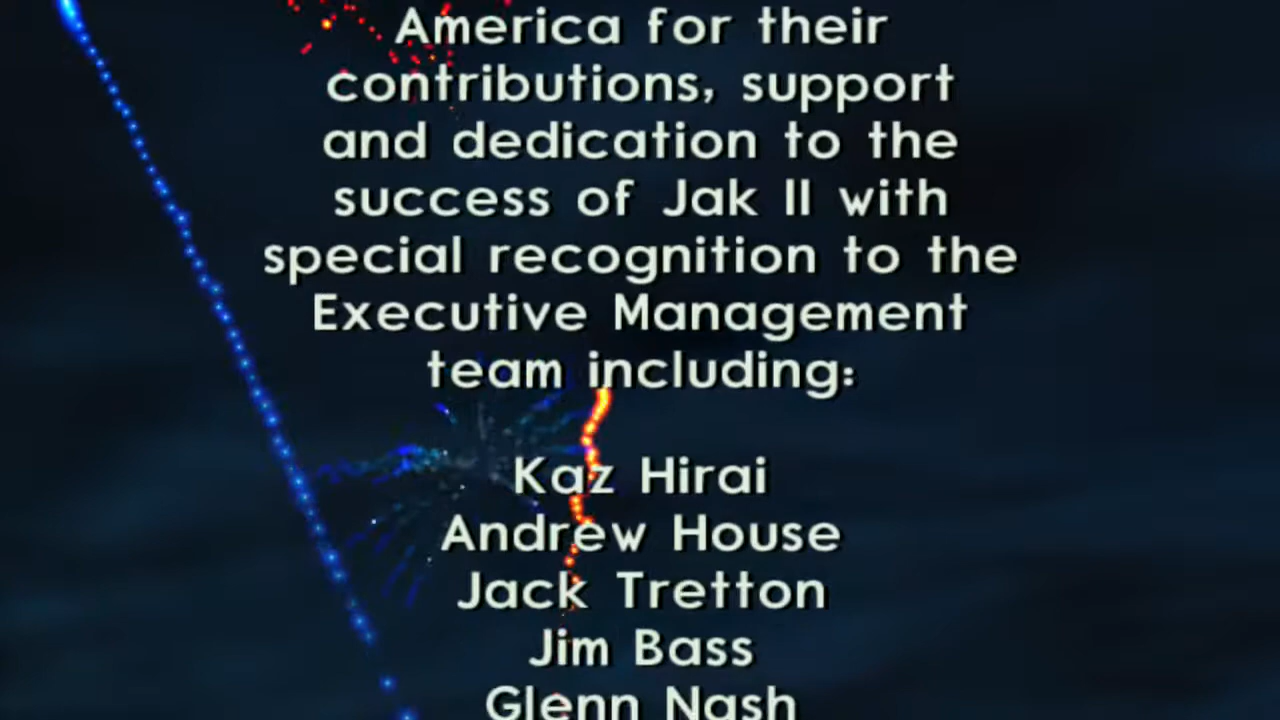 America for their
contributions, support
and dedication to the
success of Jak II with
special recognition to the
Executive Management
team including:
Kaz Hirai
Andrew House
Jack Tretton
Jim Bass
Glenn Nash